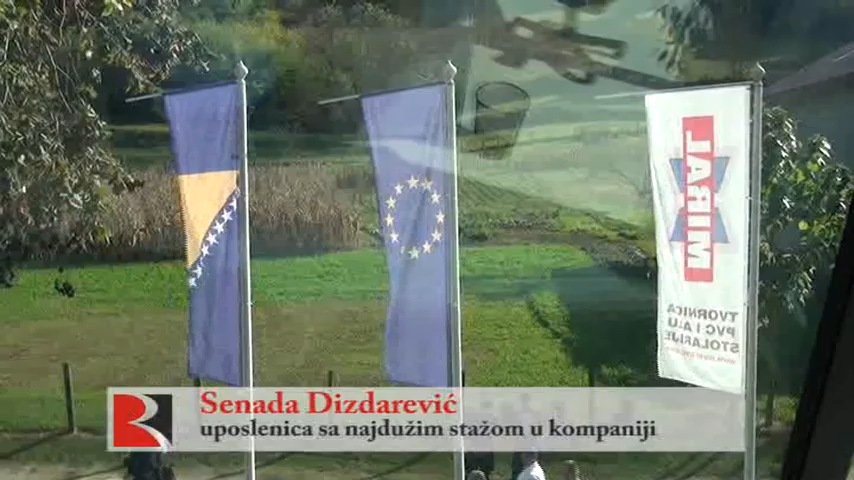 MIRAL
TVORNICA
PVC I ALU
STOLARIJE
Senada Dizdarević
uposlenica sa najdužim stažom u kompaniji